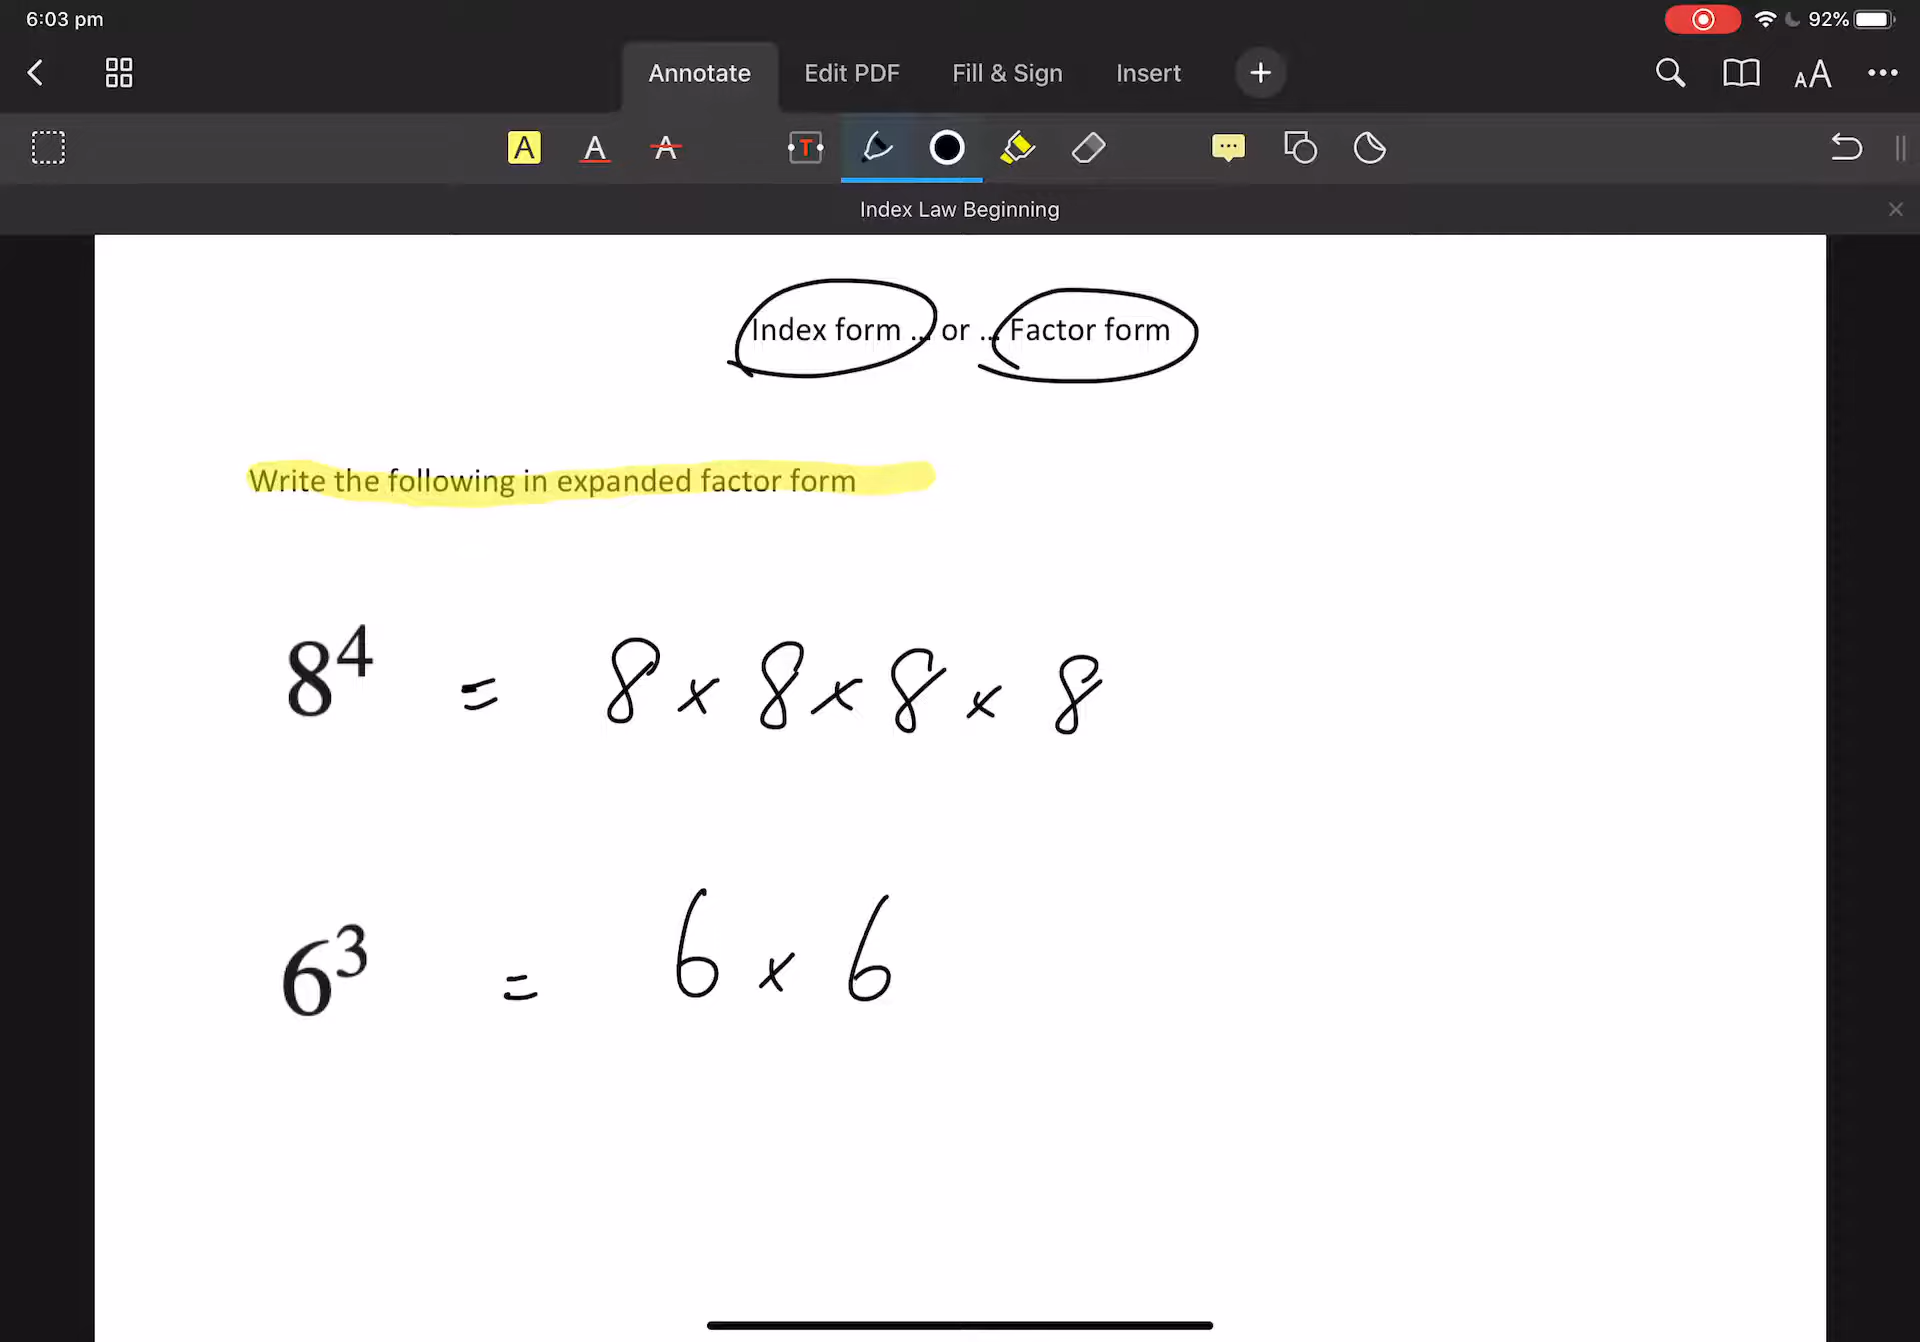 6:03 pm 92%
Annotate Edit PDF Fill & Sign Insert
A A A T AA
Index Law Beginning
Index form ... or ... Factor form
Write the following in expanded factor form
8⁴ = 8 × 8 × 8 × 8
6³ = 6 × 6